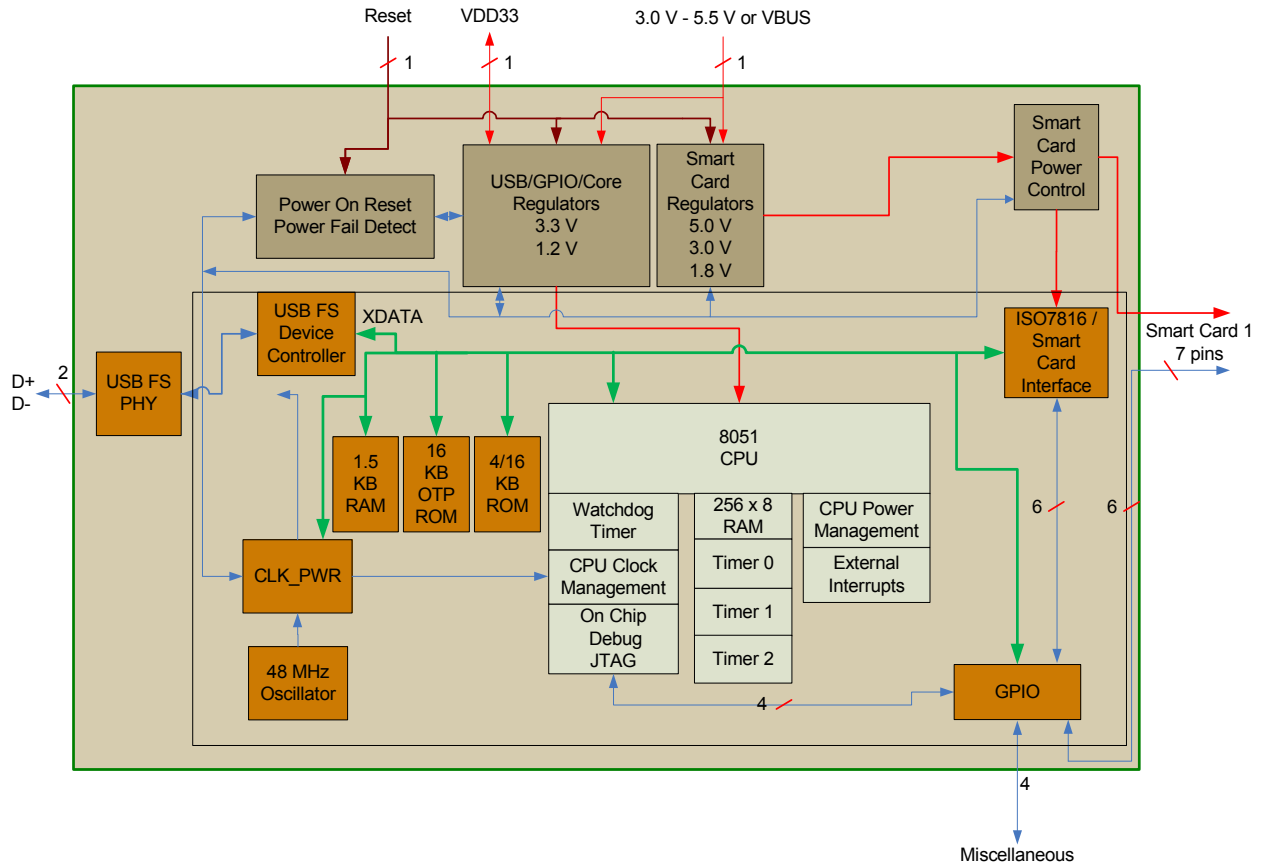 Reset
VDD33
3.0 V - 5.5 V or VBUS
1
1
1
Smart
Card
Power
Control
Power On Reset
Power Fail Detect
USB/GPIO/Core
Regulators
3.3 V
1.2 V
Smart
Card
Regulators
5.0 V
3.0 V
1.8 V
USB FS
Device
Controller
XDATA
ISO7816 /
Smart
Card
Interface
Smart Card 1
7 pins
D+
D-
2
USB FS
PHY
1.5
KB
RAM
16
KB
OTP
ROM
4/16
KB
ROM
8051
CPU
Watchdog
Timer
CPU Clock
Management
On Chip
Debug
JTAG
256 x 8
RAM
Timer 0
Timer 1
Timer 2
CPU Power
Management
External
Interrupts
6
6
CLK_PWR
48 MHz
Oscillator
4
GPIO
4
Miscellaneous